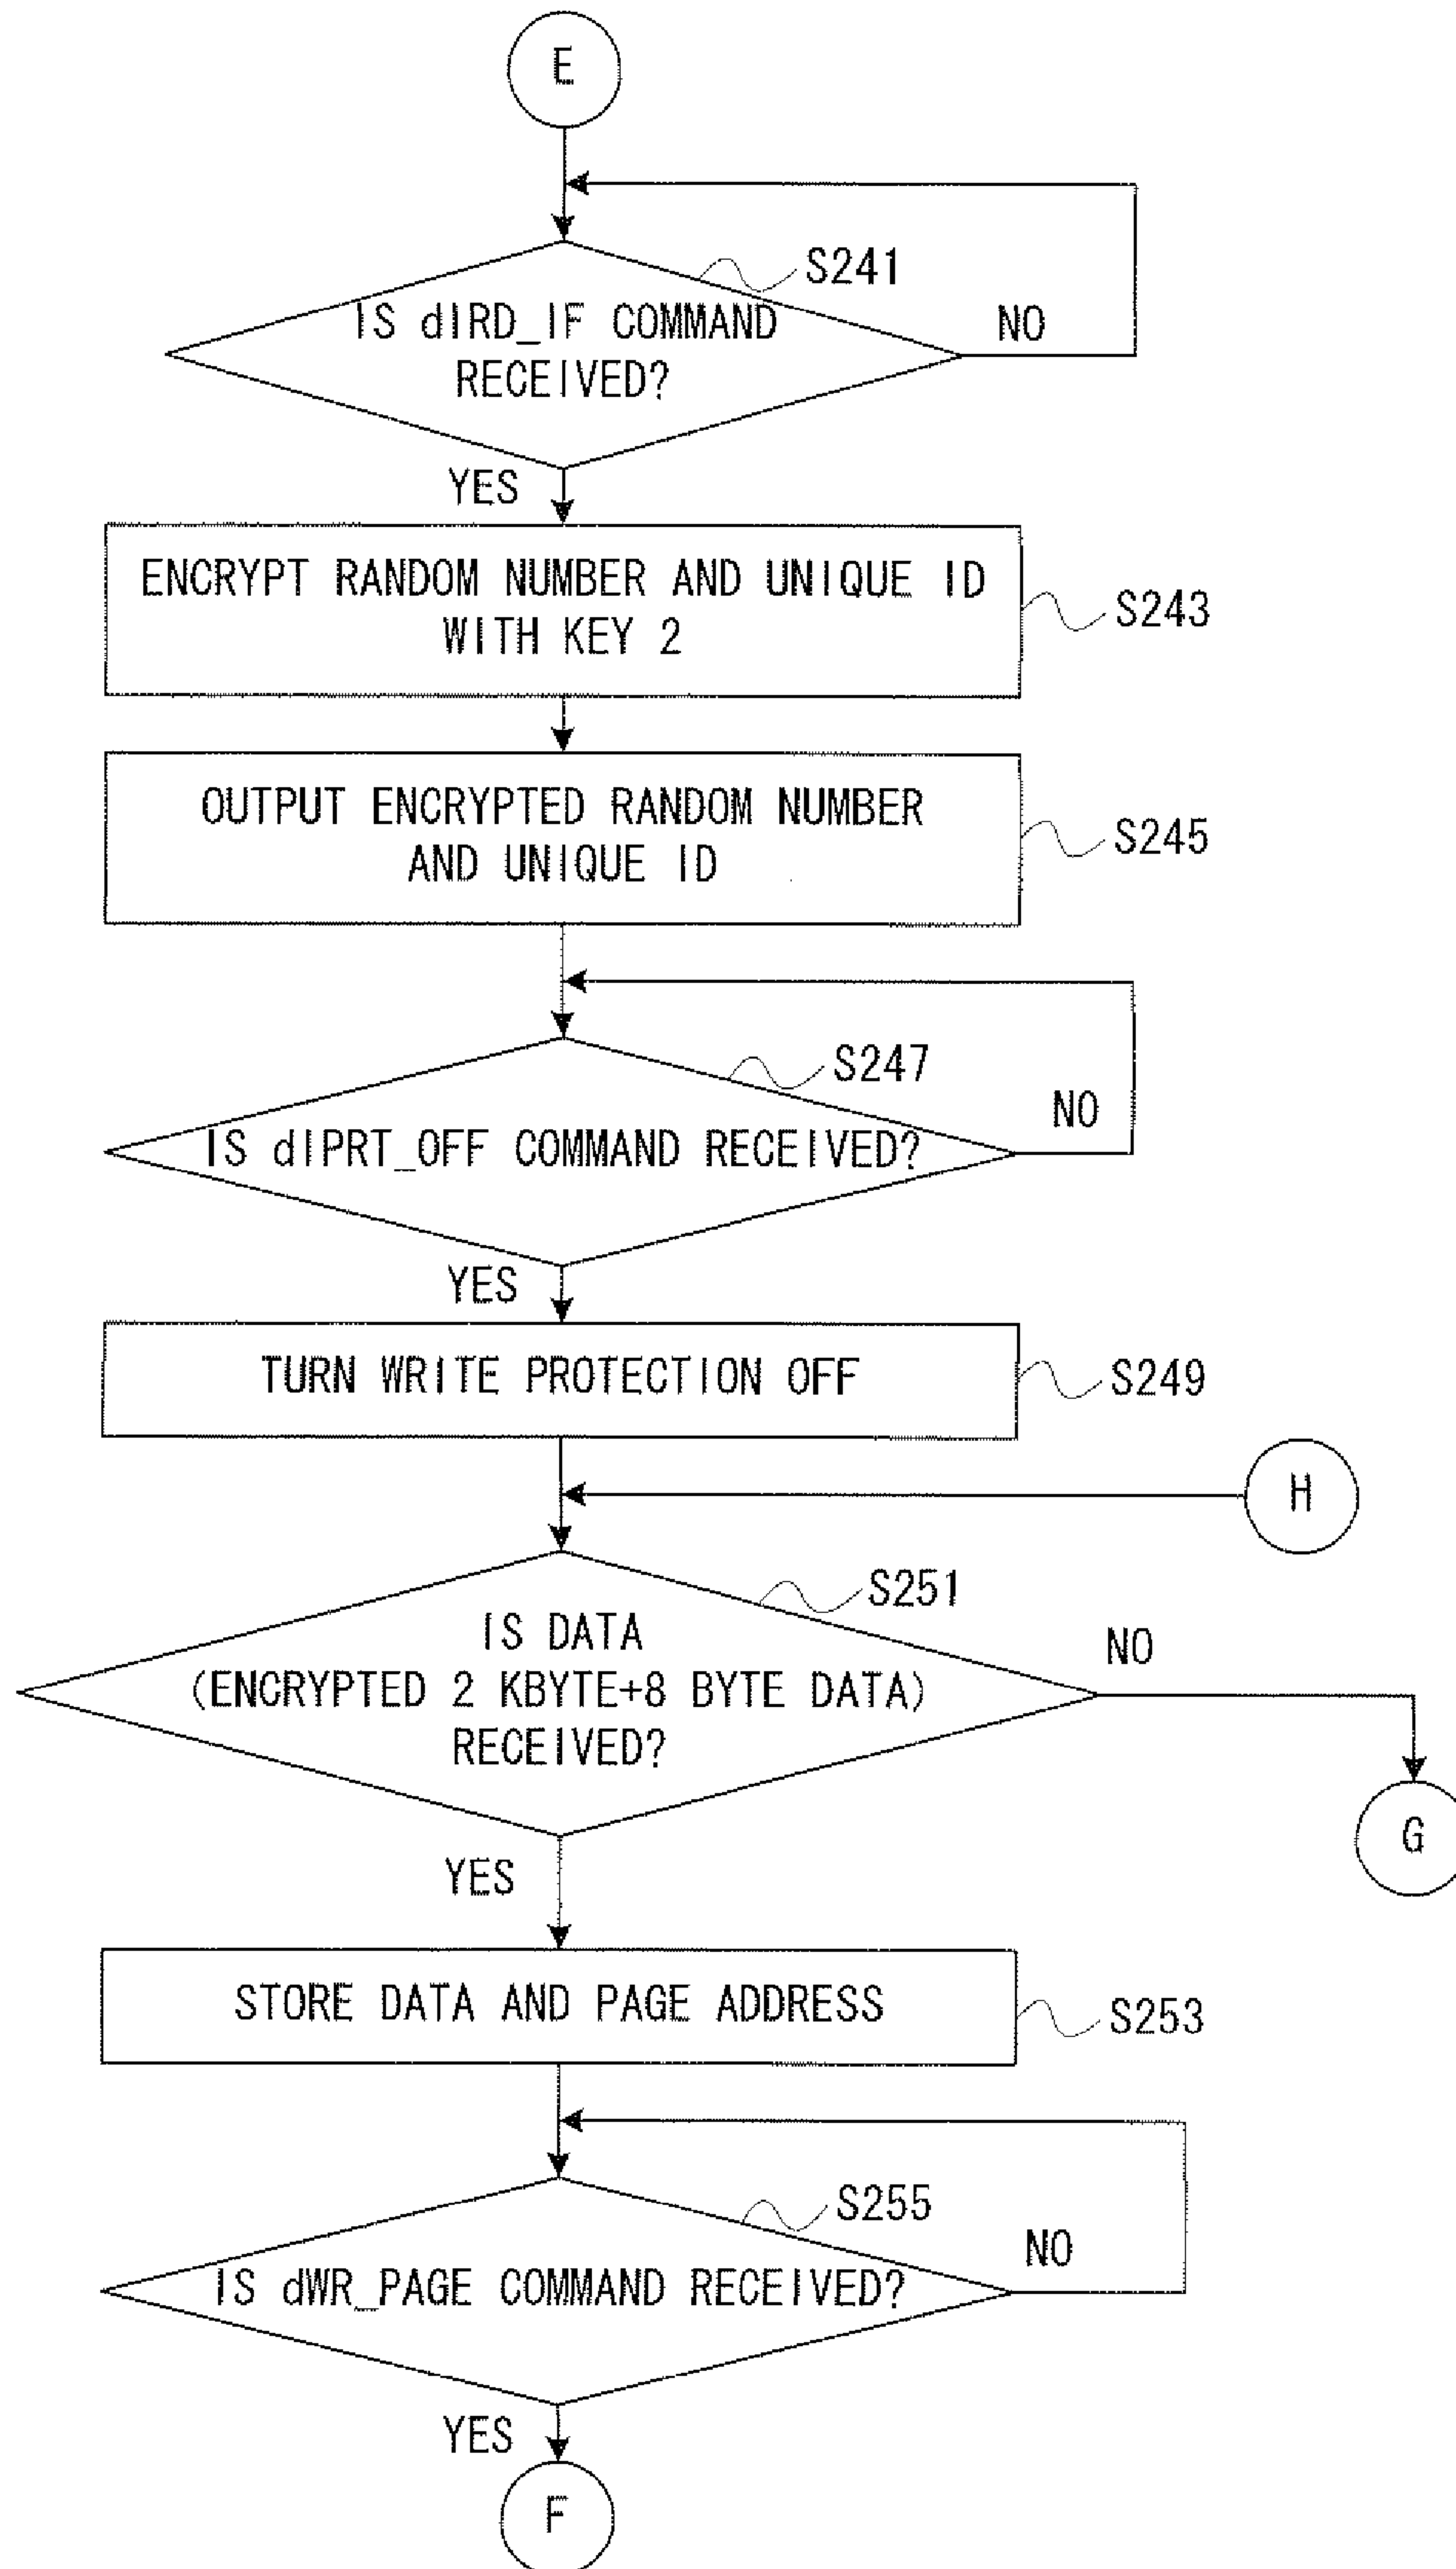 E
S241
IS dIRD_IF COMMAND
RECEIVED?
NO
YES
ENCRYPT RANDOM NUMBER AND UNIQUE ID
WITH KEY 2
S243
OUTPUT ENCRYPTED RANDOM NUMBER
AND UNIQUE ID
S245
S247
IS dIPRT_OFF COMMAND RECEIVED?
NO
YES
TURN WRITE PROTECTION OFF
S249
H
S251
IS DATA
(ENCRYPTED 2 KBYTE+8 BYTE DATA)
RECEIVED?
NO
G
YES
STORE DATA AND PAGE ADDRESS
S253
S255
IS dWR_PAGE COMMAND RECEIVED?
NO
YES
F